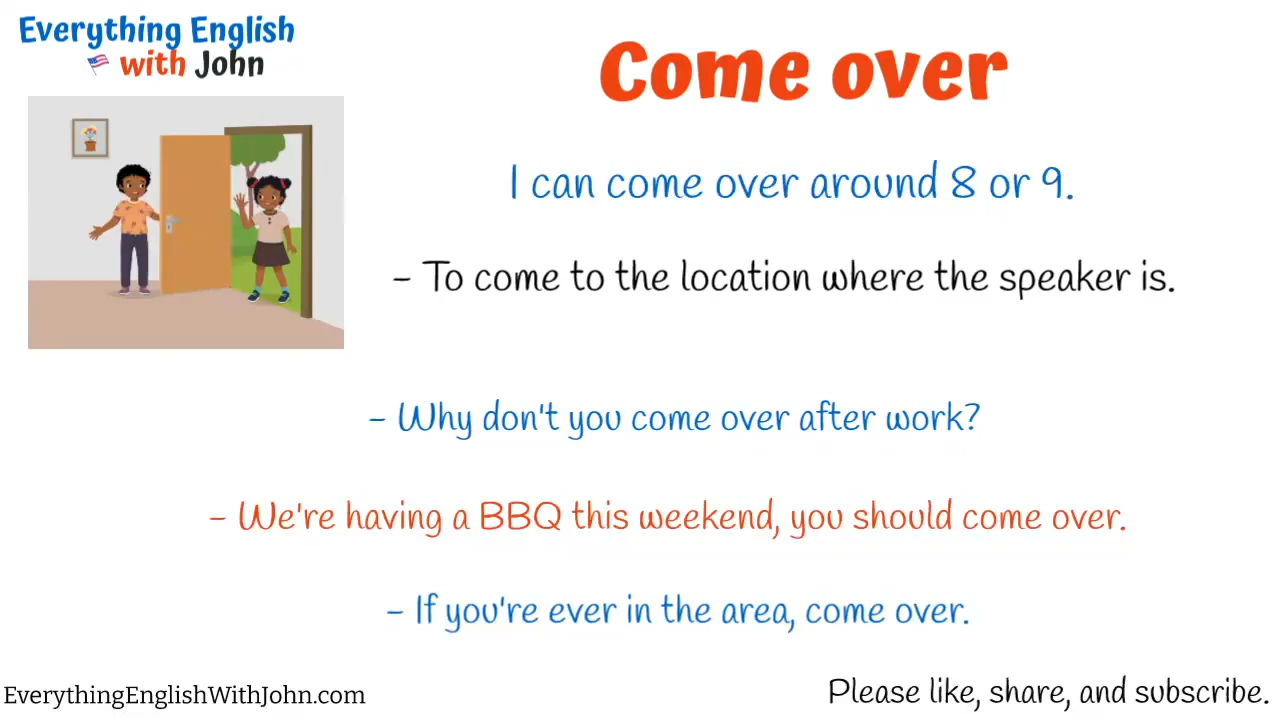 Everything English
with John
Come over
I can come over around 8 or 9.
- To come to the location where the speaker is.
- Why don't you come over after work?
- We're having a BBQ this weekend, you should come over.
- If you're ever in the area, come over.
EverythingEnglishWithJohn.com
Please like, share, and subscribe.